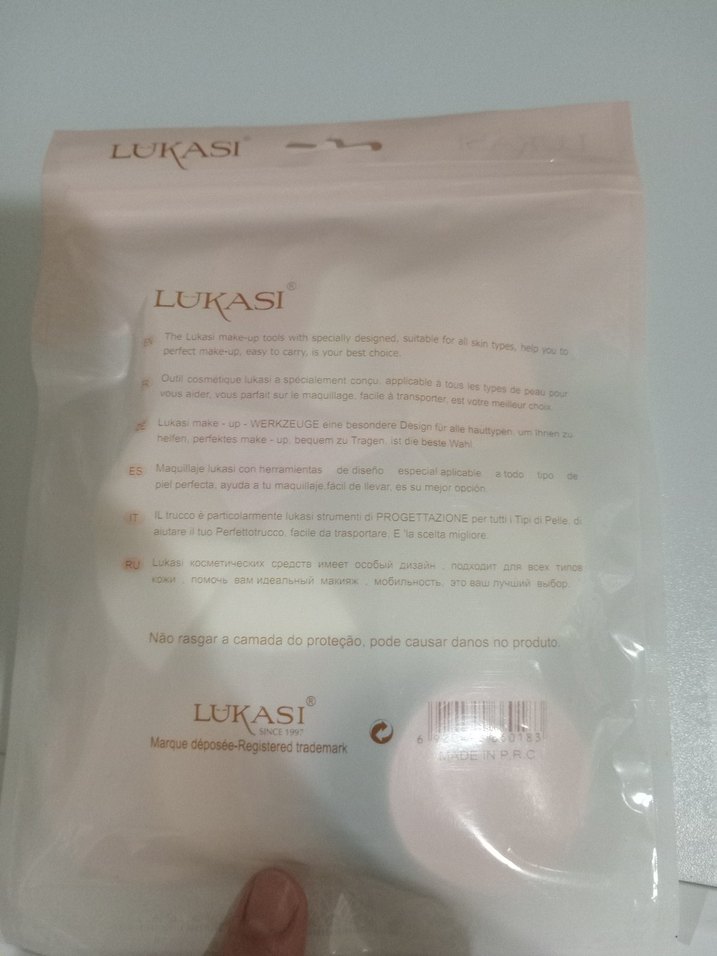 LUKASI
LUKASI®
EN The Lukasi make-up tools with specially designed, suitable for all skin types, help you to
perfect make-up, easy to carry, is your best choice.
R Outil cosmétique lukasi a spécialement conçu, applicable à tous les types de peau pour
vous aider, vous parfait sur le maquillage, facile à transporter, est votre meilleur choix.
DE Lukasi make - up - WERKZEUGE eine besondere Design für alle hauttypen, um Ihnen zu
helfen, perfektes make - up, bequem zu Tragen, ist die beste Wahl.
ES Maquillaje lukasi con herramientas de diseño especial aplicable a todo tipo de
piel perfecta, ayuda a tu maquillaje,fácil de llevar, es su mejor opción.
IT IL trucco è particolarmente lukasi strumenti di PROGETTAZIONE per tutti i Tipi di Pelle, di
aiutare il tuo Perfettotrucco, facile da trasportare. E 'la scelta migliore.
RU Lukasi косметических средств имеет особый дизайн , подходит для всех типов
кожи , помочь вам идеальный макияж , мобильность, это ваш лучший выбор.
Não rasgar a camada do proteção, pode causar danos no produto.
LUKASI®
SINCE 1997
Marque déposée-Registered trademark
MADE IN P.R.C